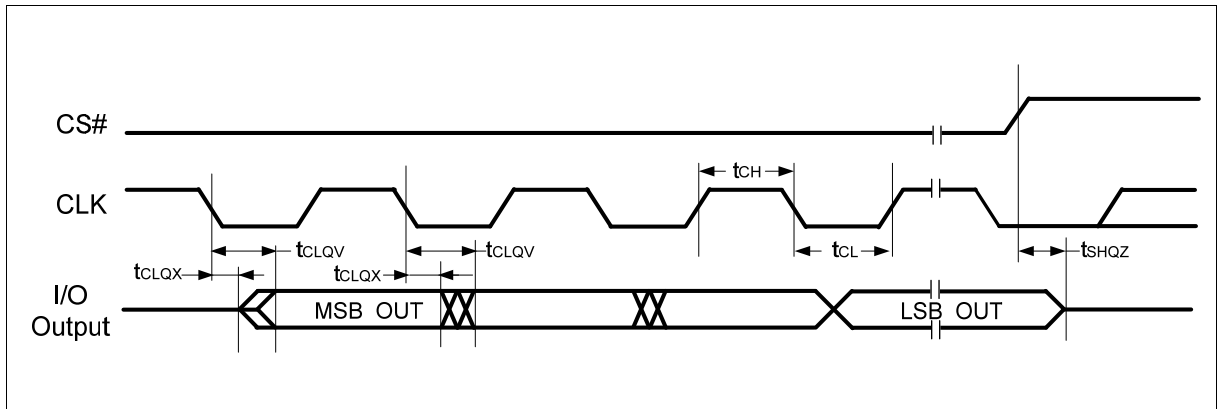 CS#
CLK
tCH
tCLQV
tCLQV
tCL
tSHQZ
tCLQX
tCLQX
I/O
Output
MSB OUT
LSB OUT